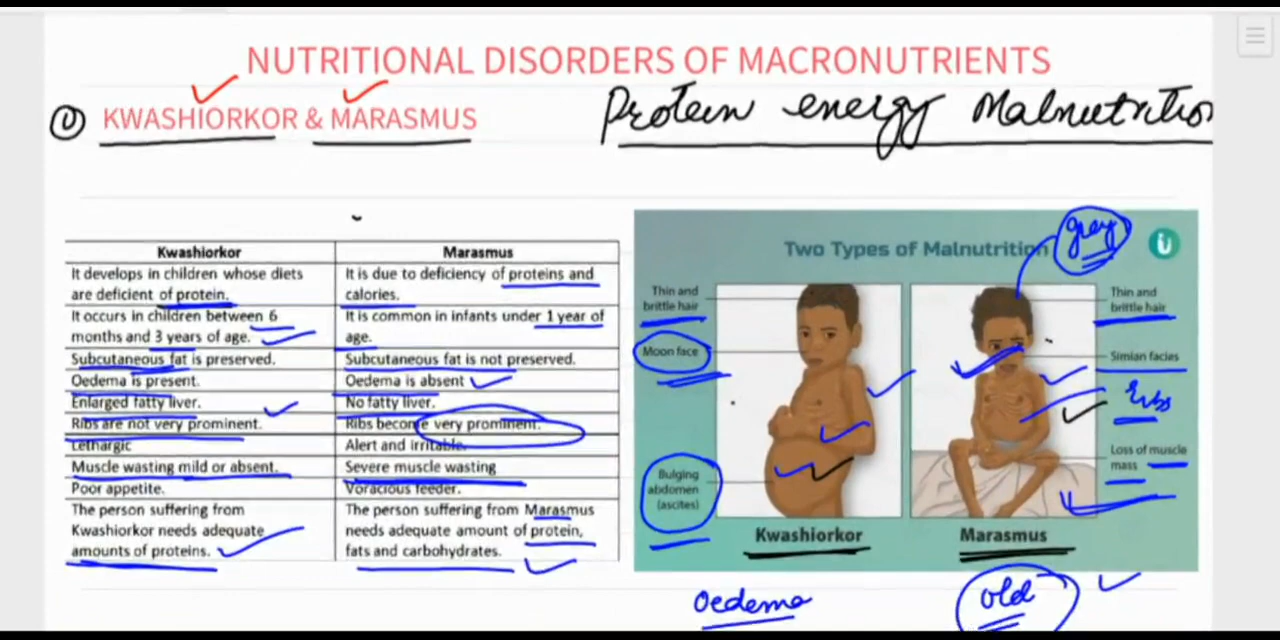 NUTRITIONAL DISORDERS OF MACRONUTRIENTS
1) KWASHIORKOR & MARASMUS
Protein energy Malnutrition
Kwashiorkor Marasmus
It develops in children whose diets are deficient of protein. It is due to deficiency of proteins and calories.
It occurs in children between 6 months and 3 years of age. It is common in infants under 1 year of age.
Subcutaneous fat is preserved. Subcutaneous fat is not preserved.
Oedema is present. Oedema is absent
Enlarged fatty liver. No fatty liver.
Ribs are not very prominent. Ribs become very prominent.
Lethargic Alert and irritable.
Muscle wasting mild or absent. Severe muscle wasting
Poor appetite. Voracious feeder.
The person suffering from Kwashiorkor needs adequate amounts of proteins. The person suffering from Marasmus needs adequate amount of protein, fats and carbohydrates.
Two Types of Malnutrition
grey
Thin and
brittle hair
Moon face
Bulging
abdomen
(ascites)
Kwashiorkor
Thin and
brittle hair
Simian facies
Ribs
Loss of muscle
mass
Marasmus
Oedema
old